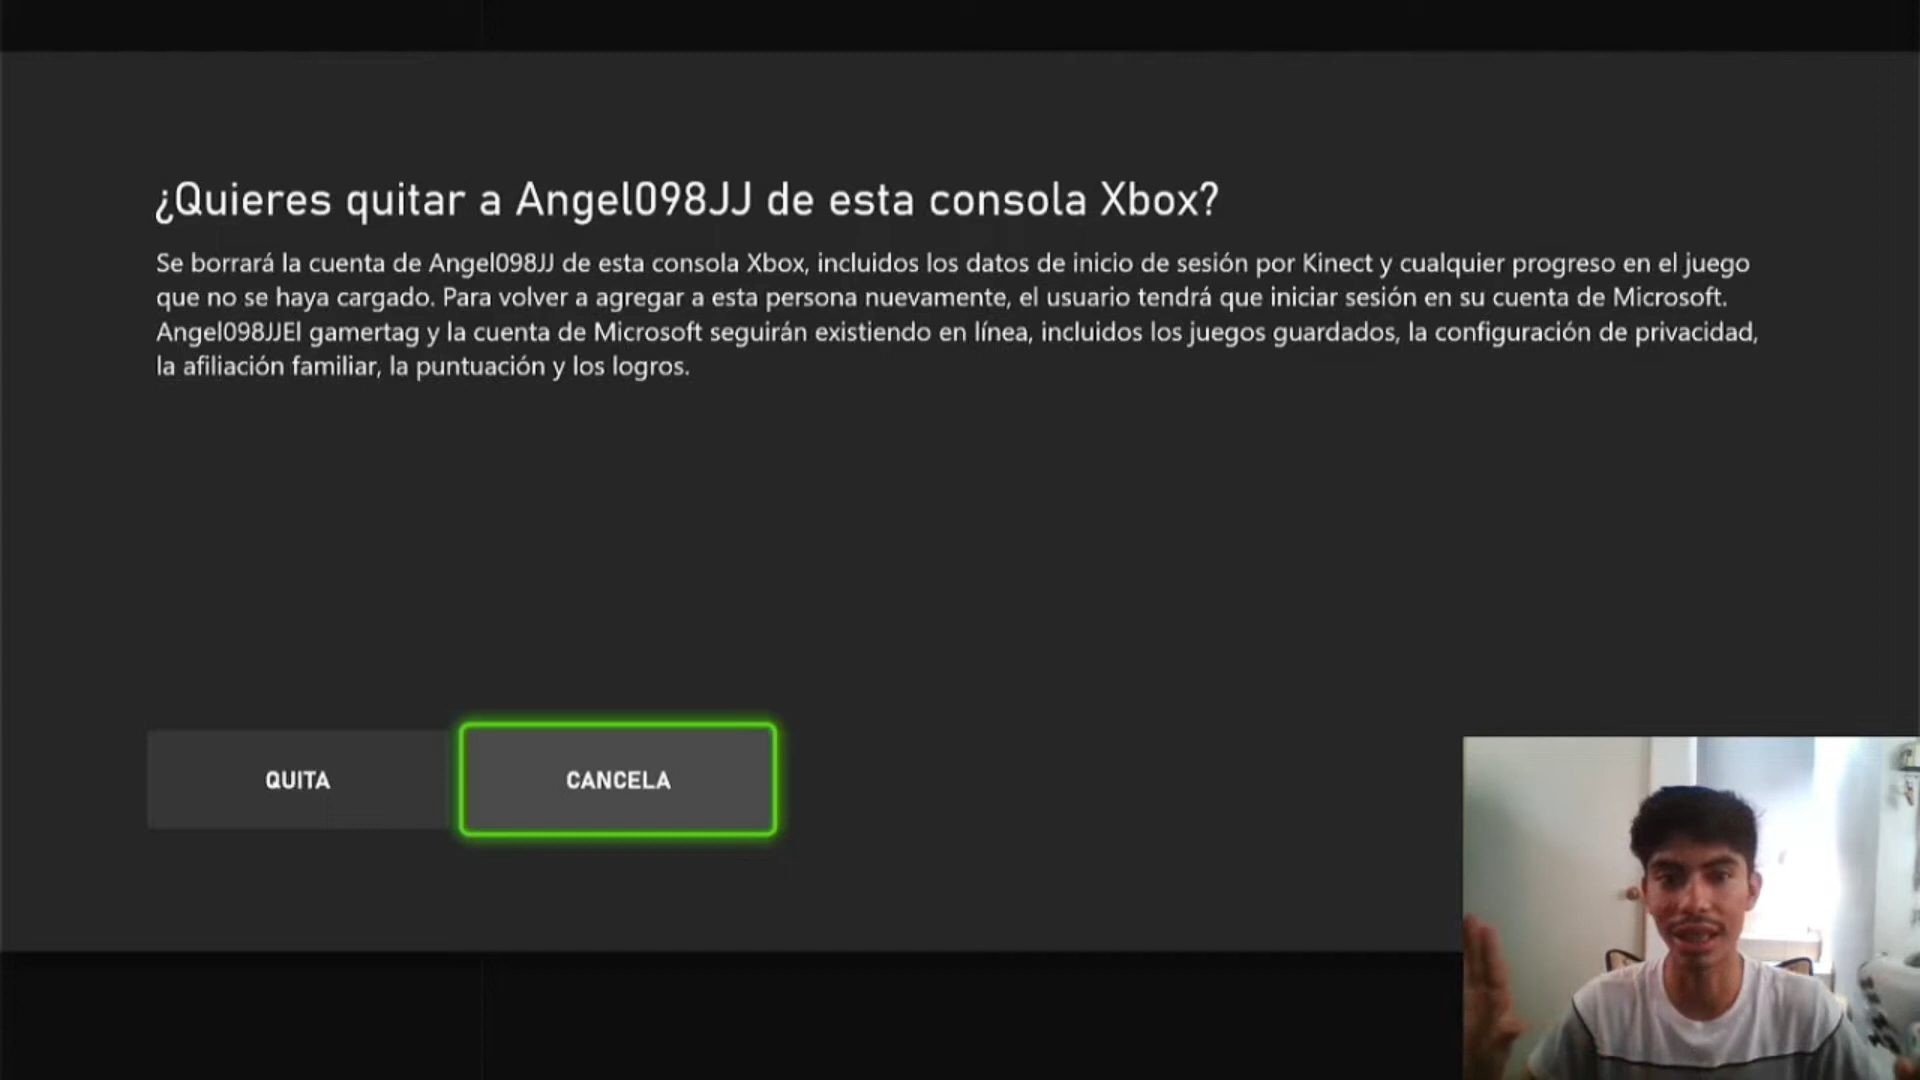 ¿Quieres quitar a Angel098JJ de esta consola Xbox?
Se borrará la cuenta de Angel098JJ de esta consola Xbox, incluidos los datos de inicio de sesión por Kinect y cualquier progreso en el juego
que no se haya cargado. Para volver a agregar a esta persona nuevamente, el usuario tendrá que iniciar sesión en su cuenta de Microsoft.
Angel098JJEl gamertag y la cuenta de Microsoft seguirán existiendo en línea, incluidos los juegos guardados, la configuración de privacidad,
la afiliación familiar, la puntuación y los logros.
QUITA
CANCELA